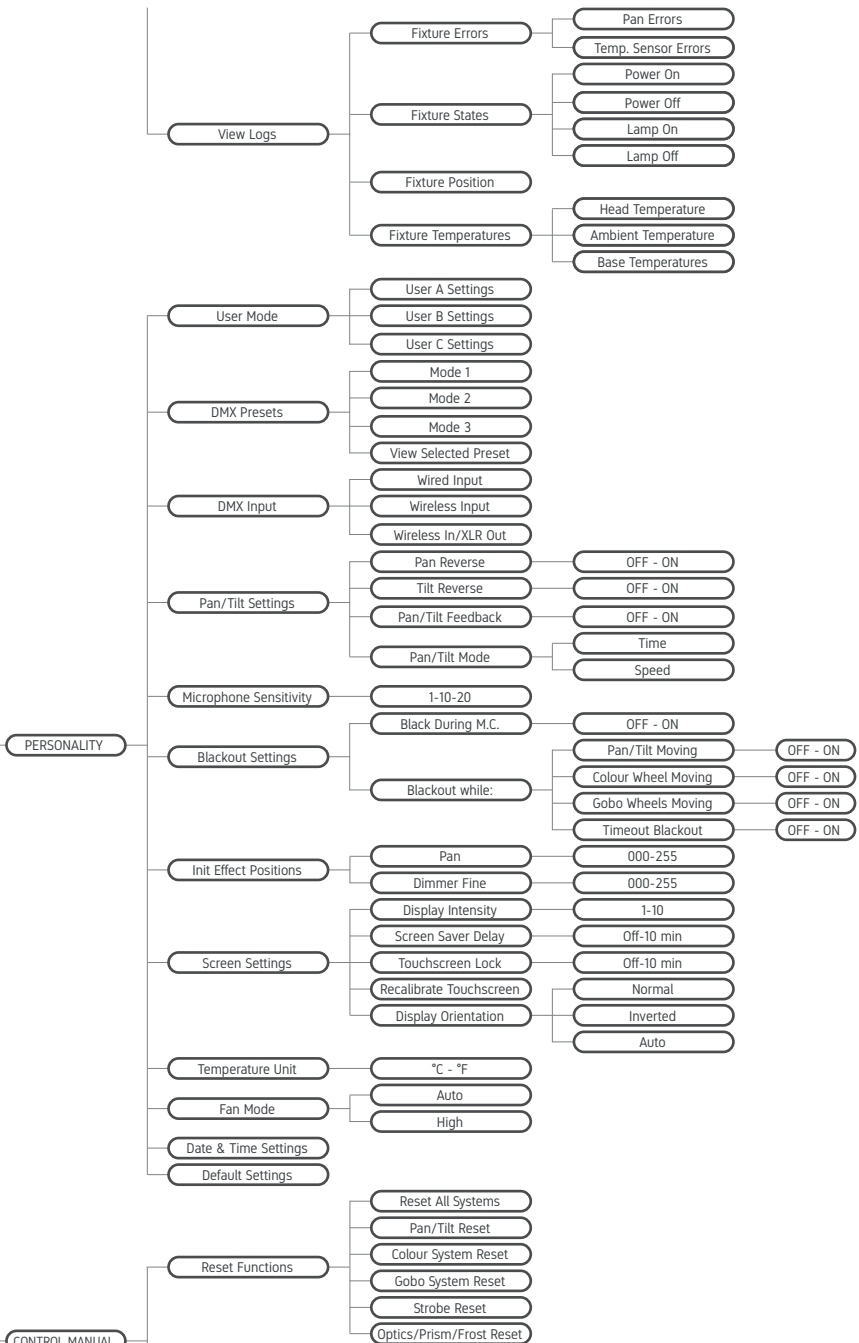 View Logs
Fixture Errors
Pan Errors
Temp. Sensor Errors
Fixture States
Power On
Power Off
Lamp On
Lamp Off
Fixture Position
Fixture Temperatures
Head Temperature
Ambient Temperature
Base Temperatures
PERSONALITY
User Mode
User A Settings
User B Settings
User C Settings
DMX Presets
Mode 1
Mode 2
Mode 3
View Selected Preset
DMX Input
Wired Input
Wireless Input
Wireless In/XLR Out
Pan/Tilt Settings
Pan Reverse
OFF - ON
Tilt Reverse
OFF - ON
Pan/Tilt Feedback
OFF - ON
Pan/Tilt Mode
Time
Speed
Microphone Sensitivity
1-10-20
Blackout Settings
Black During M.C.
OFF - ON
Blackout while:
Pan/Tilt Moving
OFF - ON
Colour Wheel Moving
OFF - ON
Gobo Wheels Moving
OFF - ON
Timeout Blackout
OFF - ON
Init Effect Positions
Pan
000-255
Dimmer Fine
000-255
Screen Settings
Display Intensity
1-10
Screen Saver Delay
Off-10 min
Touchscreen Lock
Off-10 min
Recalibrate Touchscreen
Display Orientation
Normal
Inverted
Auto
Temperature Unit
°C - °F
Fan Mode
Auto
High
Date & Time Settings
Default Settings
CONTROL MANUAL
Reset Functions
Reset All Systems
Pan/Tilt Reset
Colour System Reset
Gobo System Reset
Strobe Reset
Optics/Prism/Frost Reset